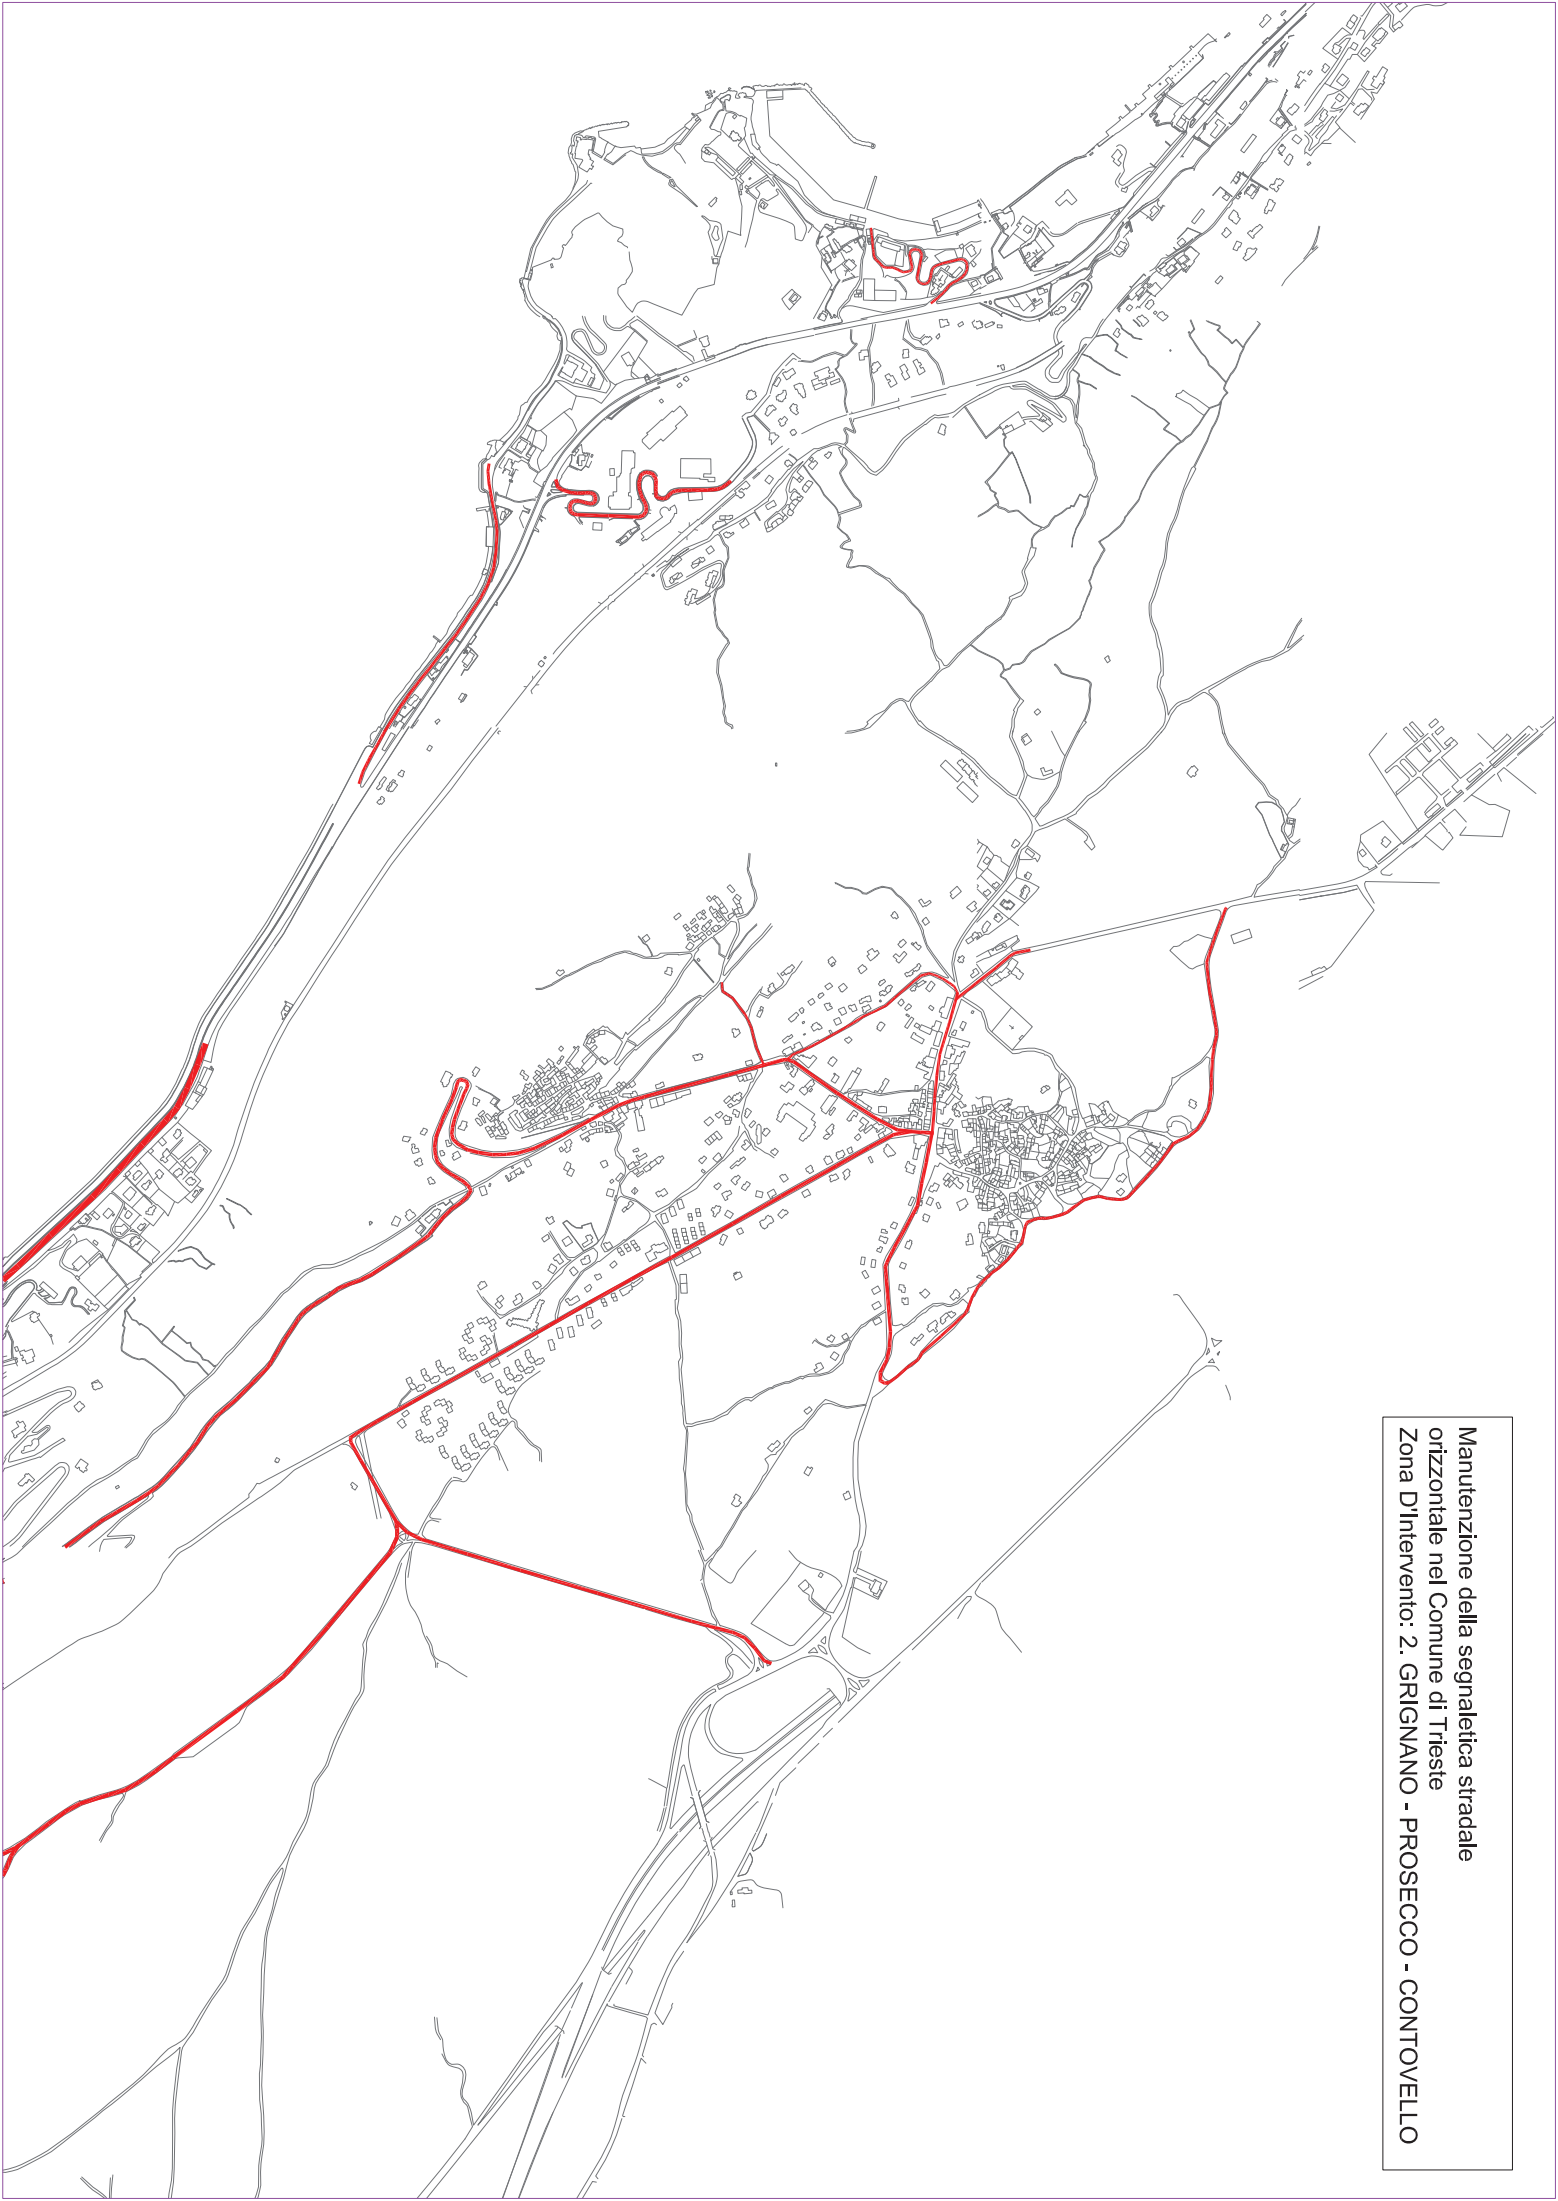 Manutenzione della segnaletica stradale
orizzontale nel Comune di Trieste
Zona D'Intervento: 2. GRIGNANO - PROSECCO - CONTOVELLO